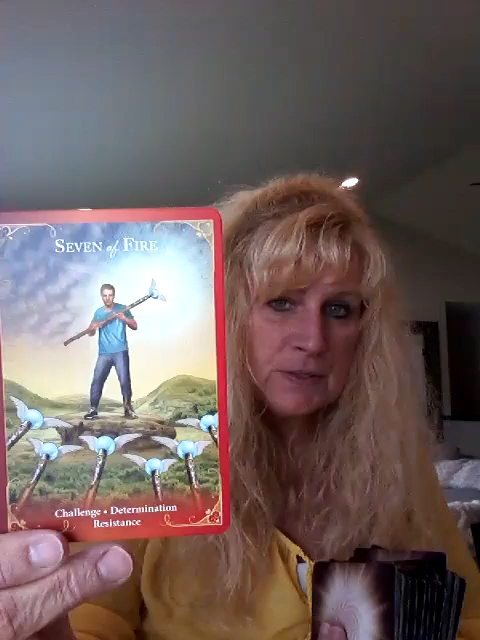 SEVEN of FIRE
Challenge • Determination
Resistance